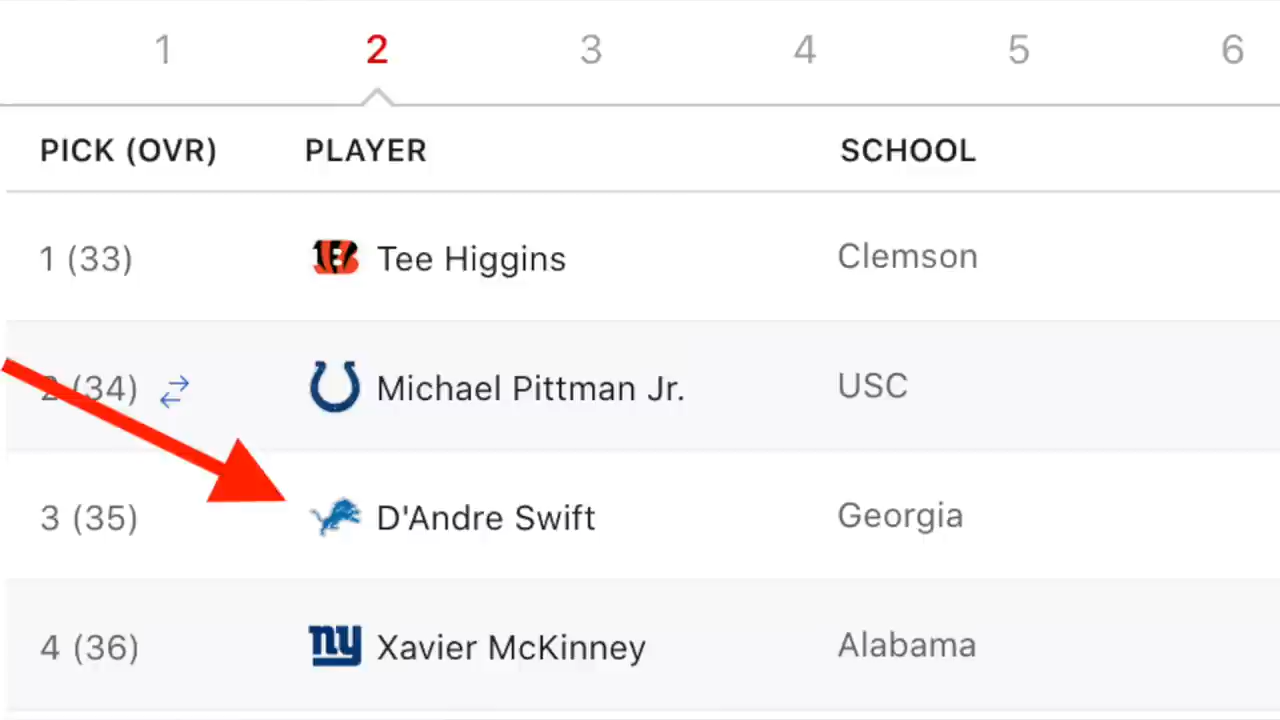 1 2 3 4 5 6
PICK (OVR) PLAYER SCHOOL
1 (33) Tee Higgins Clemson
2 (34) Michael Pittman Jr. USC
3 (35) D'Andre Swift Georgia
4 (36) ny Xavier McKinney Alabama